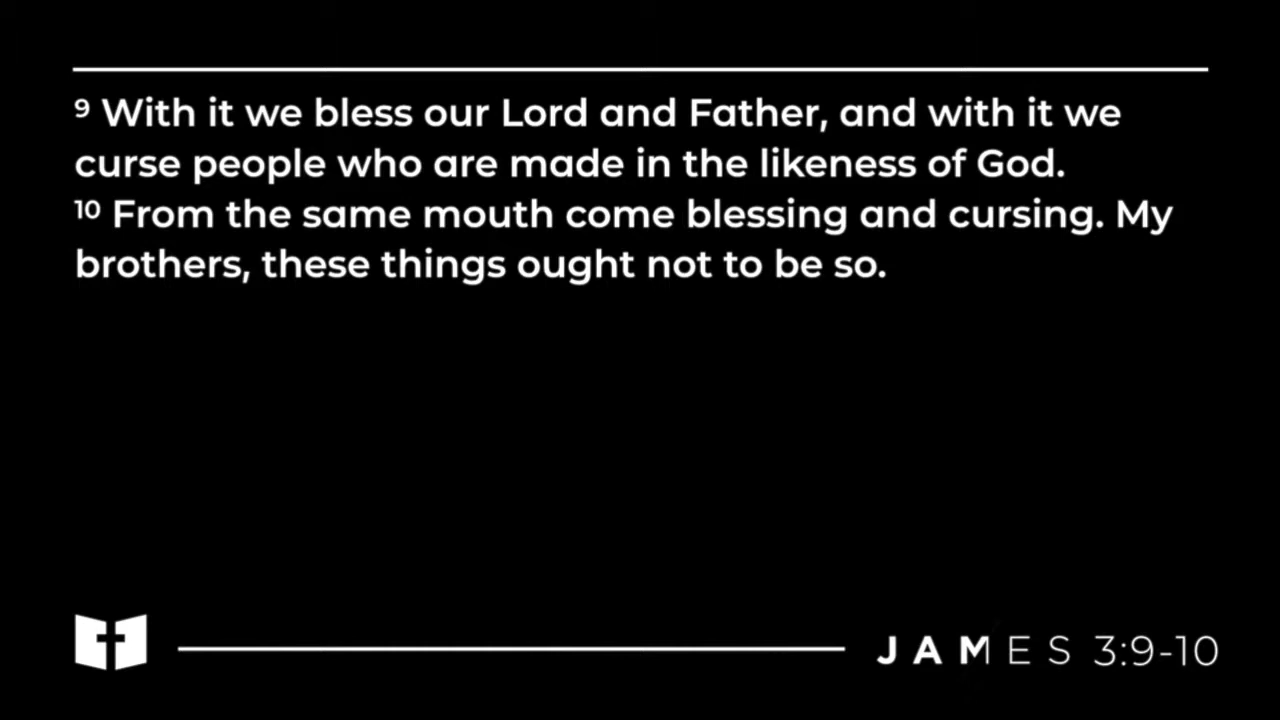 ⁹ With it we bless our Lord and Father, and with it we
curse people who are made in the likeness of God.
¹⁰ From the same mouth come blessing and cursing. My
brothers, these things ought not to be so.
JAMES 3:9-10